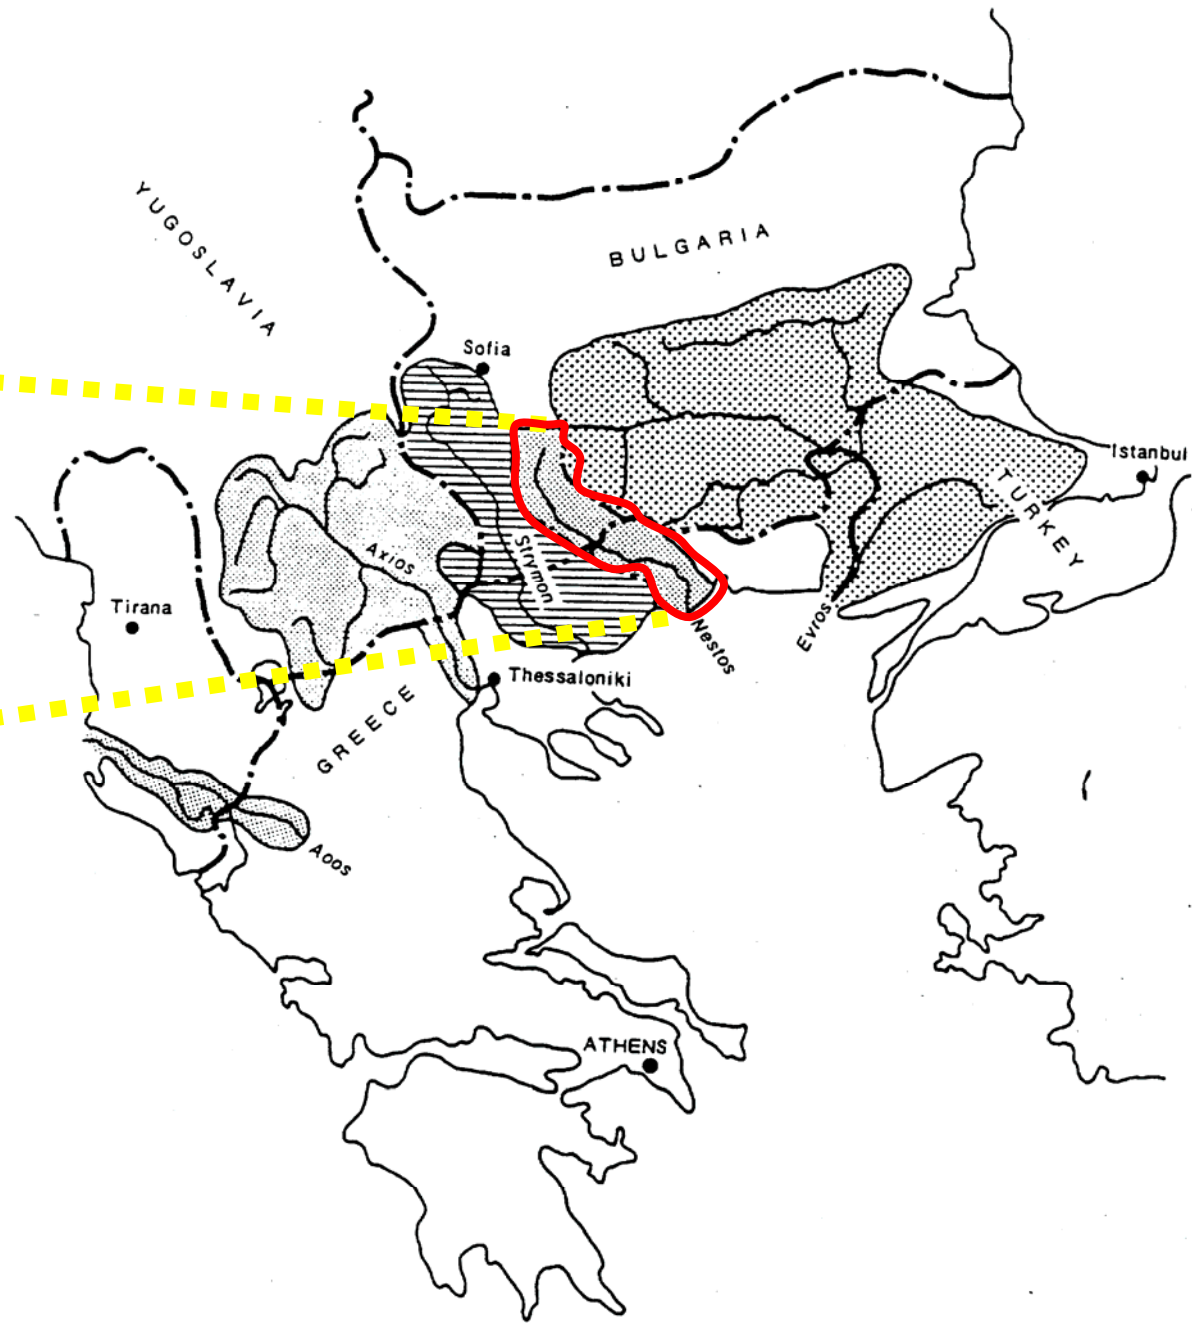 YUGOSLAVIA
BULGARIA
Sofia
Istanbul
TURKEY
Axios
Strymon
Tirana
Evros
Nestos
Thessaloniki
GREECE
Aoos
ATHENS